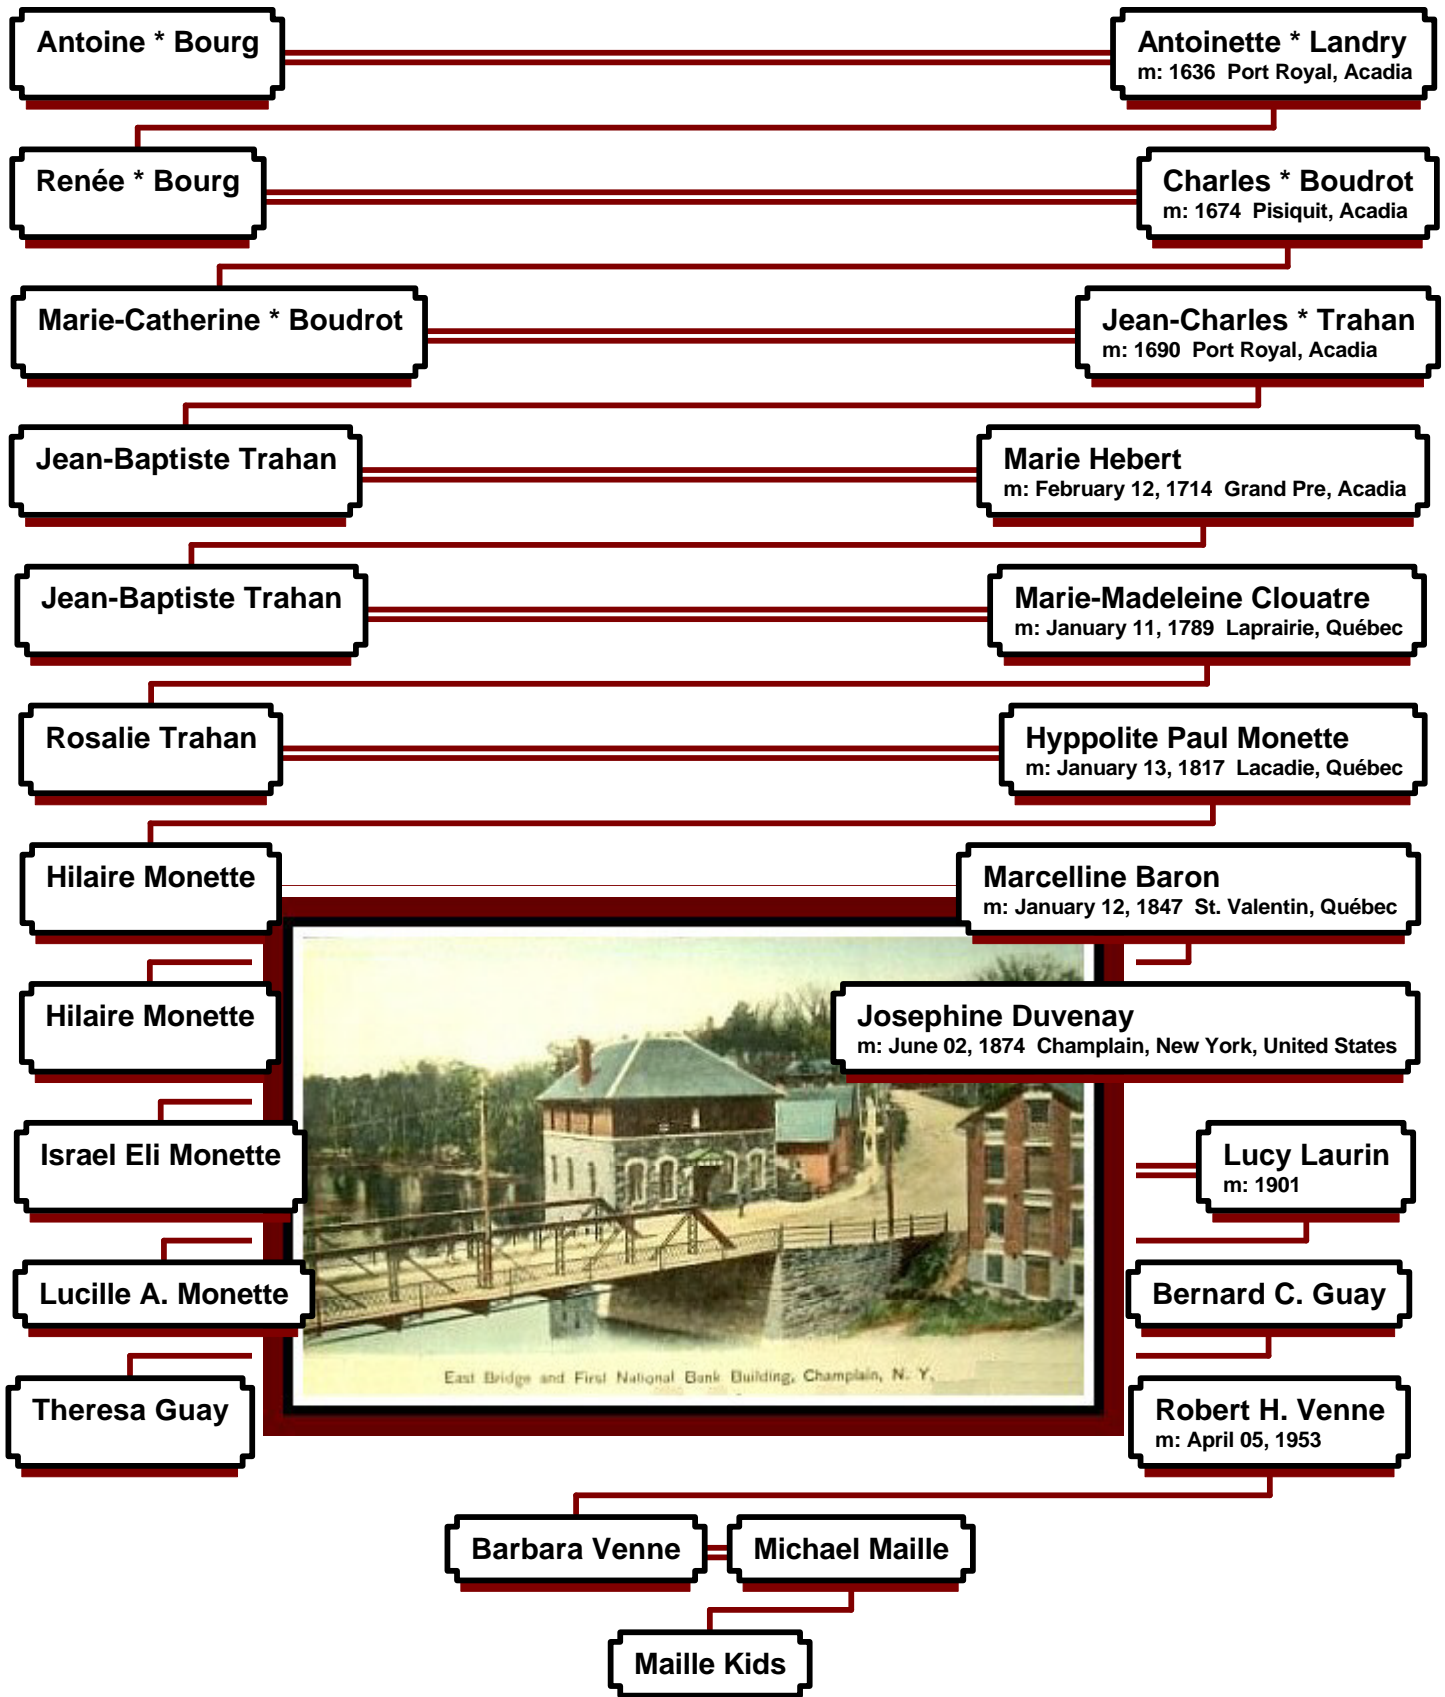 Antoine * Bourg
Antoinette * Landry
m: 1636 Port Royal, Acadia
Renée * Bourg
Charles * Boudrot
m: 1674 Pisiquit, Acadia
Marie-Catherine * Boudrot
Jean-Charles * Trahan
m: 1690 Port Royal, Acadia
Jean-Baptiste Trahan
Marie Hebert
m: February 12, 1714 Grand Pre, Acadia
Jean-Baptiste Trahan
Marie-Madeleine Clouatre
m: January 11, 1789 Laprairie, Québec
Rosalie Trahan
Hyppolite Paul Monette
m: January 13, 1817 Lacadie, Québec
Hilaire Monette
Marcelline Baron
m: January 12, 1847 St. Valentin, Québec
Hilaire Monette
Josephine Duvenay
m: June 02, 1874 Champlain, New York, United States
Israel Eli Monette
Lucy Laurin
m: 1901
Lucille A. Monette
Bernard C. Guay
East Bridge and First National Bank Building, Champlain, N. Y.
Theresa Guay
Robert H. Venne
m: April 05, 1953
Barbara Venne
Michael Maille
Maille Kids